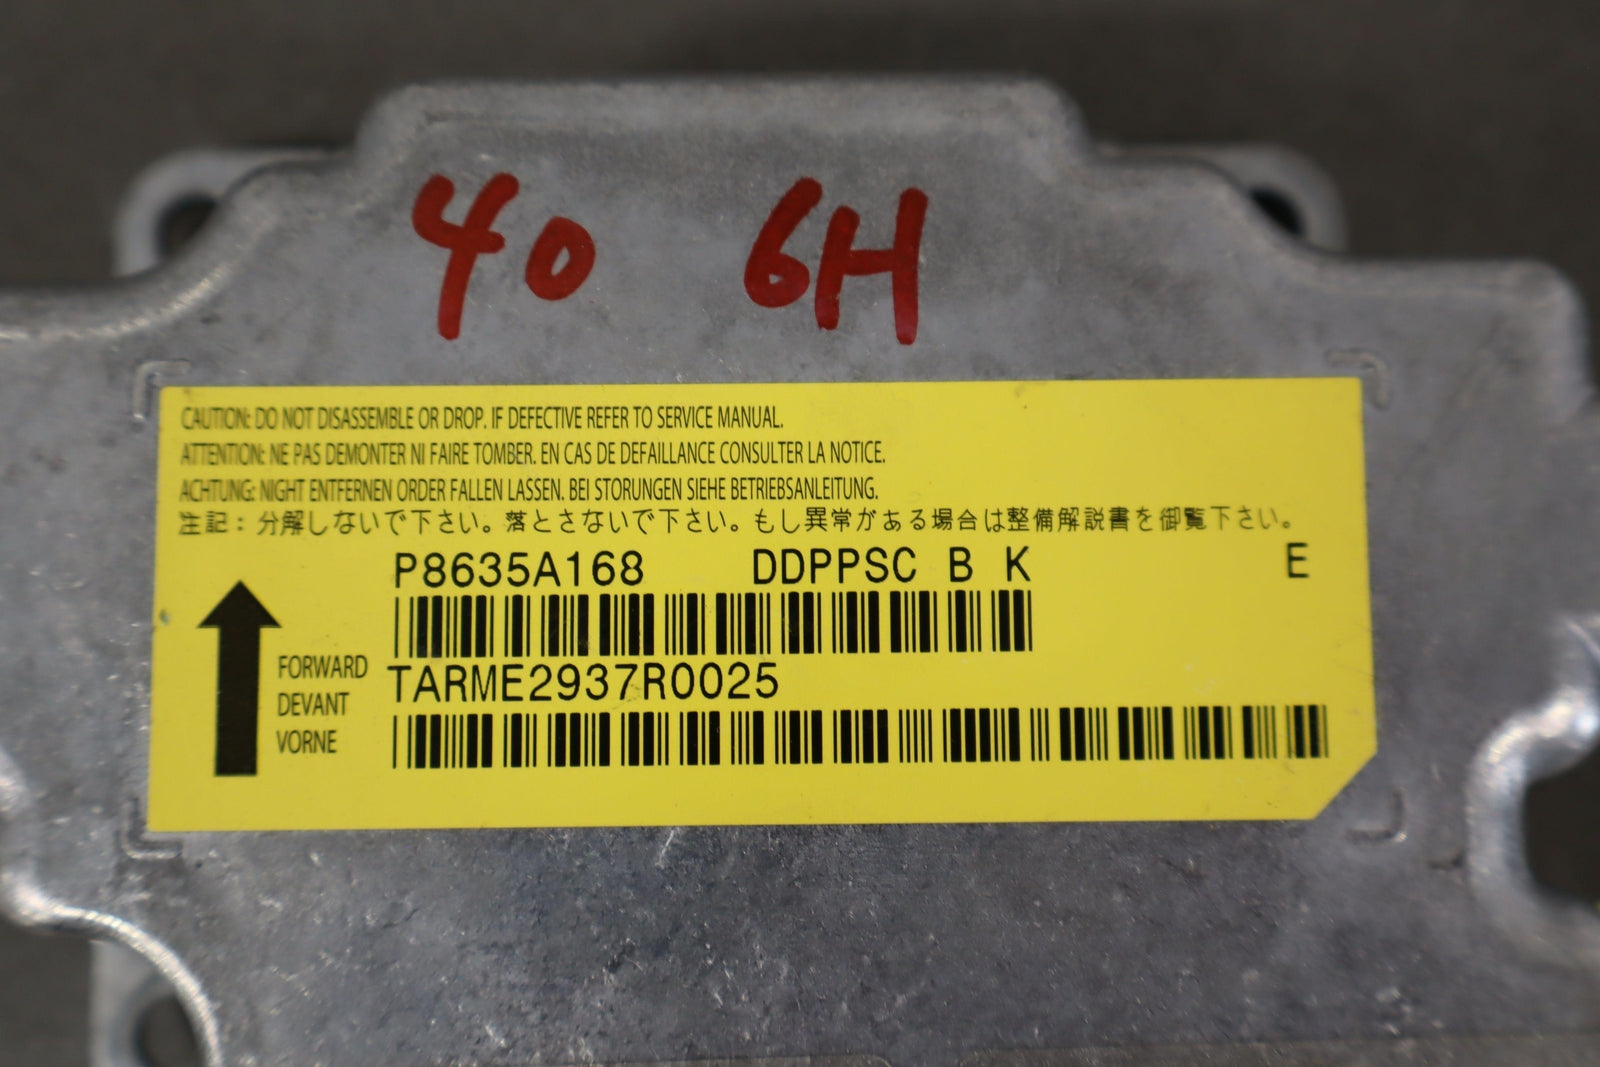 40 6H
CAUTION: DO NOT DISASSEMBLE OR DROP. IF DEFECTIVE REFER TO SERVICE MANUAL.
ATTENTION: NE PAS DEMONTER NI FAIRE TOMBER. EN CAS DE DEFAILLANCE CONSULTER LA NOTICE.
ACHTUNG: NIGHT ENTFERNEN ORDER FALLEN LASSEN. BEI STORUNGEN SIEHE BETRIEBSANLEITUNG.
注記：分解しないで下さい。落とさないで下さい。もし異常がある場合は整備解説書を御覧下さい。
P8635A168 DDPPSC B K E
TARME2937R0025
FORWARD
DEVANT
VORNE